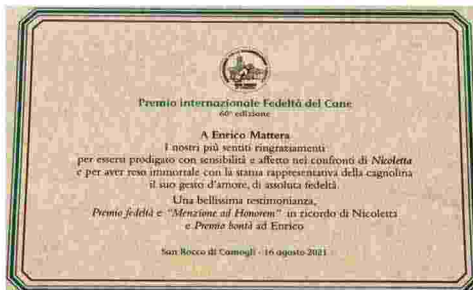 Premio internazionale Fedeltà del Cane
60ª edizione
A Enrico Mattera
I nostri più sentiti ringraziamenti
per essersi prodigato con sensibilità e affetto nei confronti di Nicoletta
e per aver reso immortale con la statua rappresentativa della cagnolina
il suo gesto d'amore, di assoluta fedeltà.
Una bellissima testimonianza,
Premio fedeltà e "Menzione ad Honorem" in ricordo di Nicoletta
e Premio bontà ad Enrico
San Rocco di Camogli - 16 agosto 2021